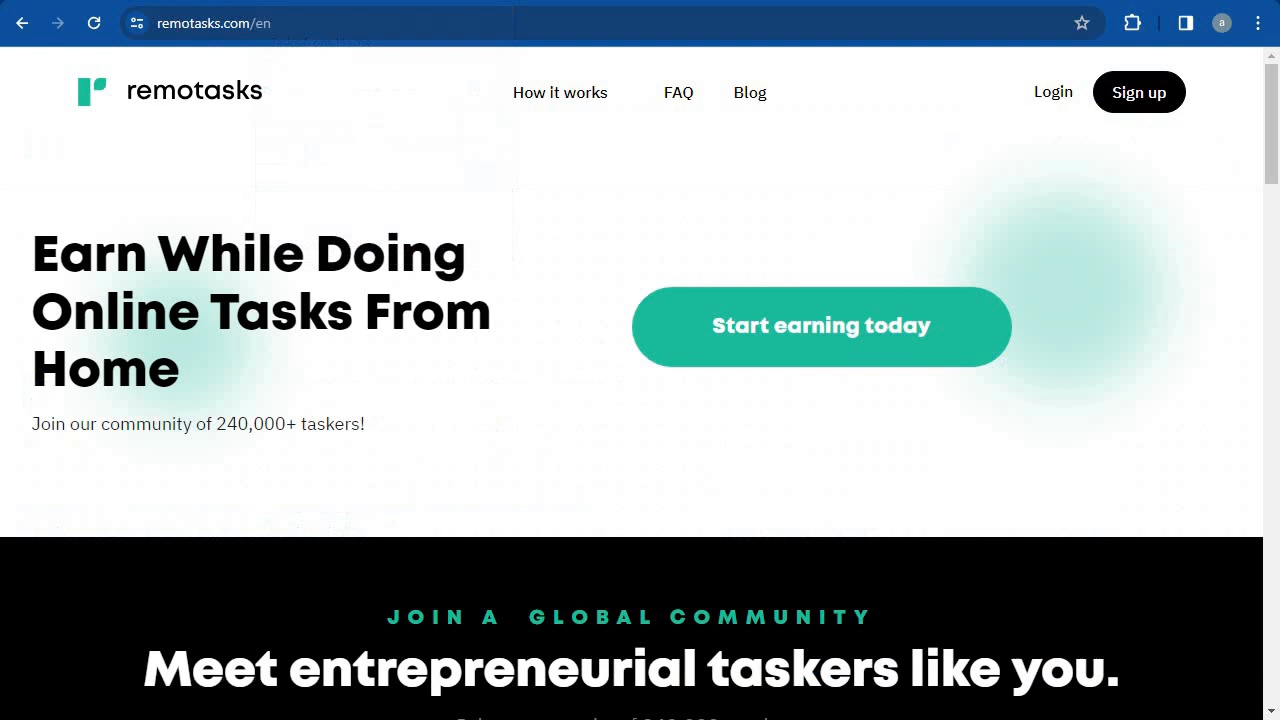 remotasks.com/en
a
remotasks
How it works
FAQ
Blog
Login
Sign up
Earn While Doing
Online Tasks From
Home
Join our community of 240,000+ taskers!
Start earning today
JOIN A GLOBAL COMMUNITY
Meet entrepreneurial taskers like you.